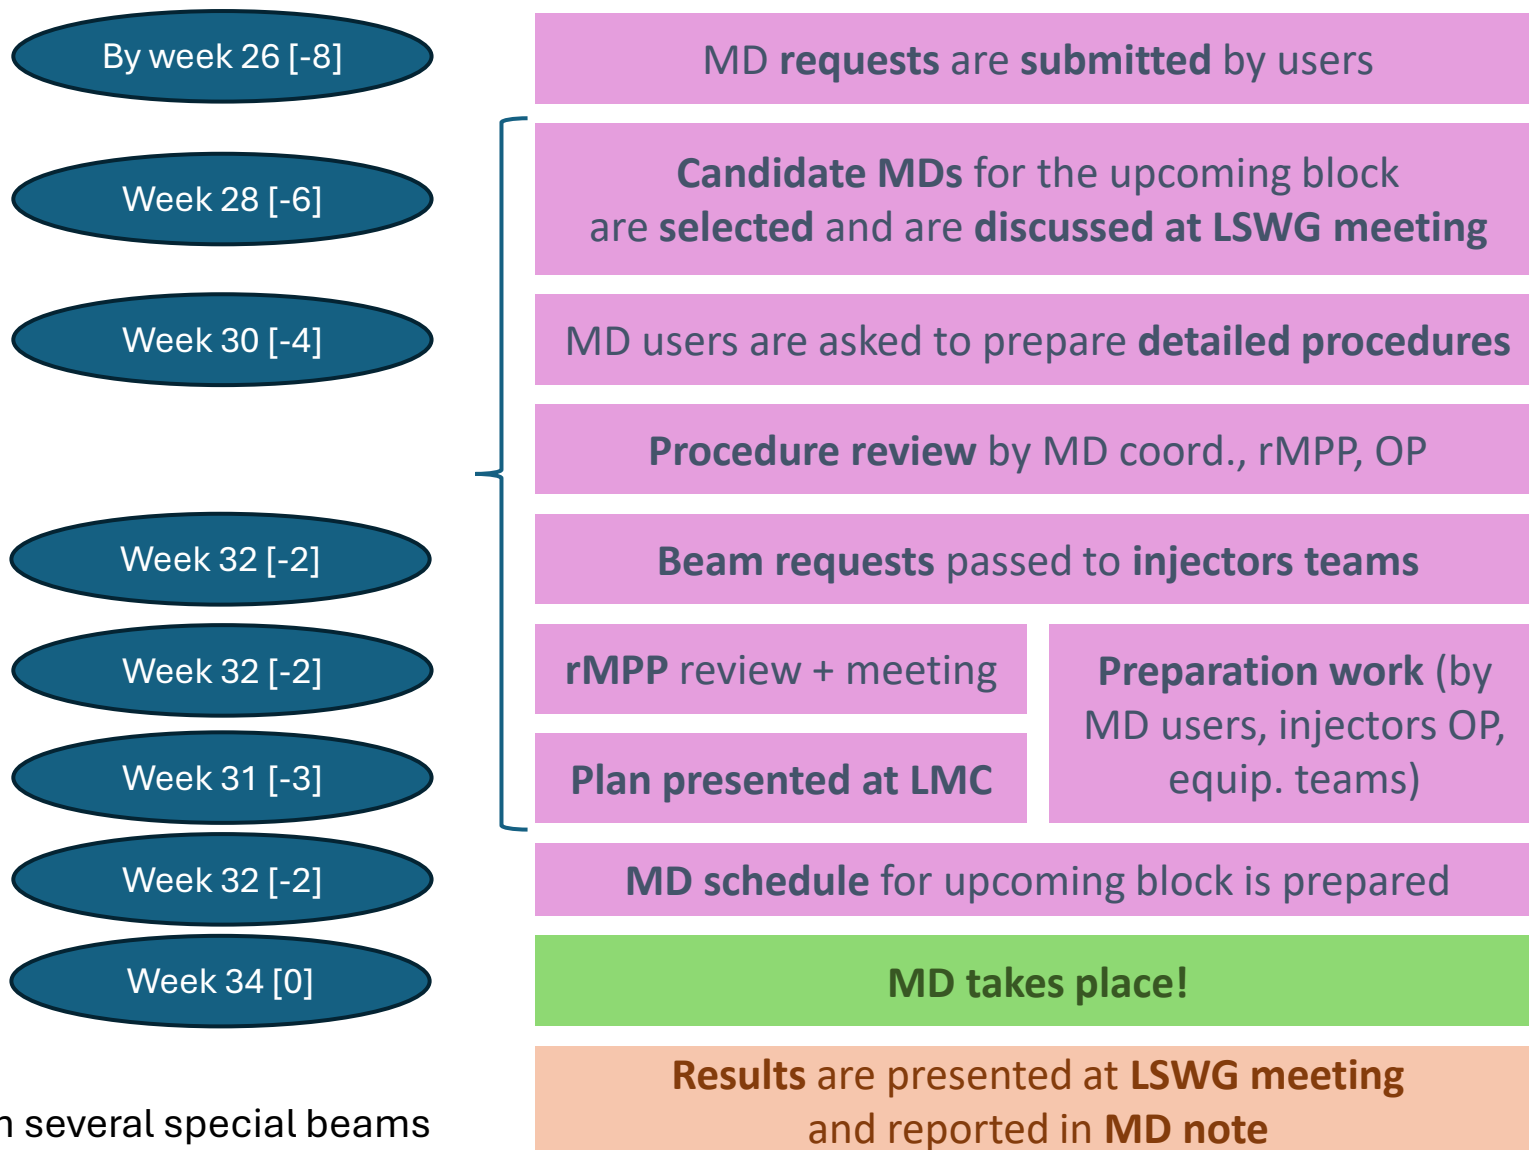 By week 26 [-8]
MD requests are submitted by users
Week 28 [-6]
Candidate MDs for the upcoming block
are selected and are discussed at LSWG meeting
Week 30 [-4]
MD users are asked to prepare detailed procedures
Procedure review by MD coord., rMPP, OP
Week 32 [-2]
Beam requests passed to injectors teams
Week 32 [-2]
rMPP review + meeting
Week 31 [-3]
Plan presented at LMC
Preparation work (by
MD users, injectors OP,
equip. teams)
Week 32 [-2]
MD schedule for upcoming block is prepared
Week 34 [0]
MD takes place!
Results are presented at LSWG meeting
and reported in MD note
several special beams